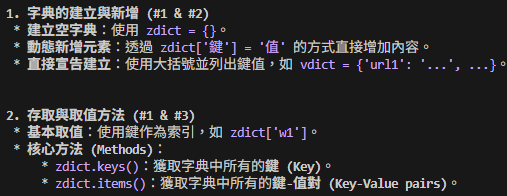 1. 字典的建立與新增 (#1 & #2)
* 建立空字典：使用 zdict = {}。
* 動態新增元素：透過 zdict['鍵'] = '值' 的方式直接增加內容。
* 直接宣告建立：使用大括號並列出鍵值，如 vdict = {'url1': '...', ...}。
2. 存取與取值方法 (#1 & #3)
* 基本取值：使用鍵作為索引，如 zdict['w1']。
* 核心方法 (Methods)：
* zdict.keys()：獲取字典中所有的鍵 (Key)。
* zdict.items()：獲取字典中所有的鍵-值對 (Key-Value pairs)。